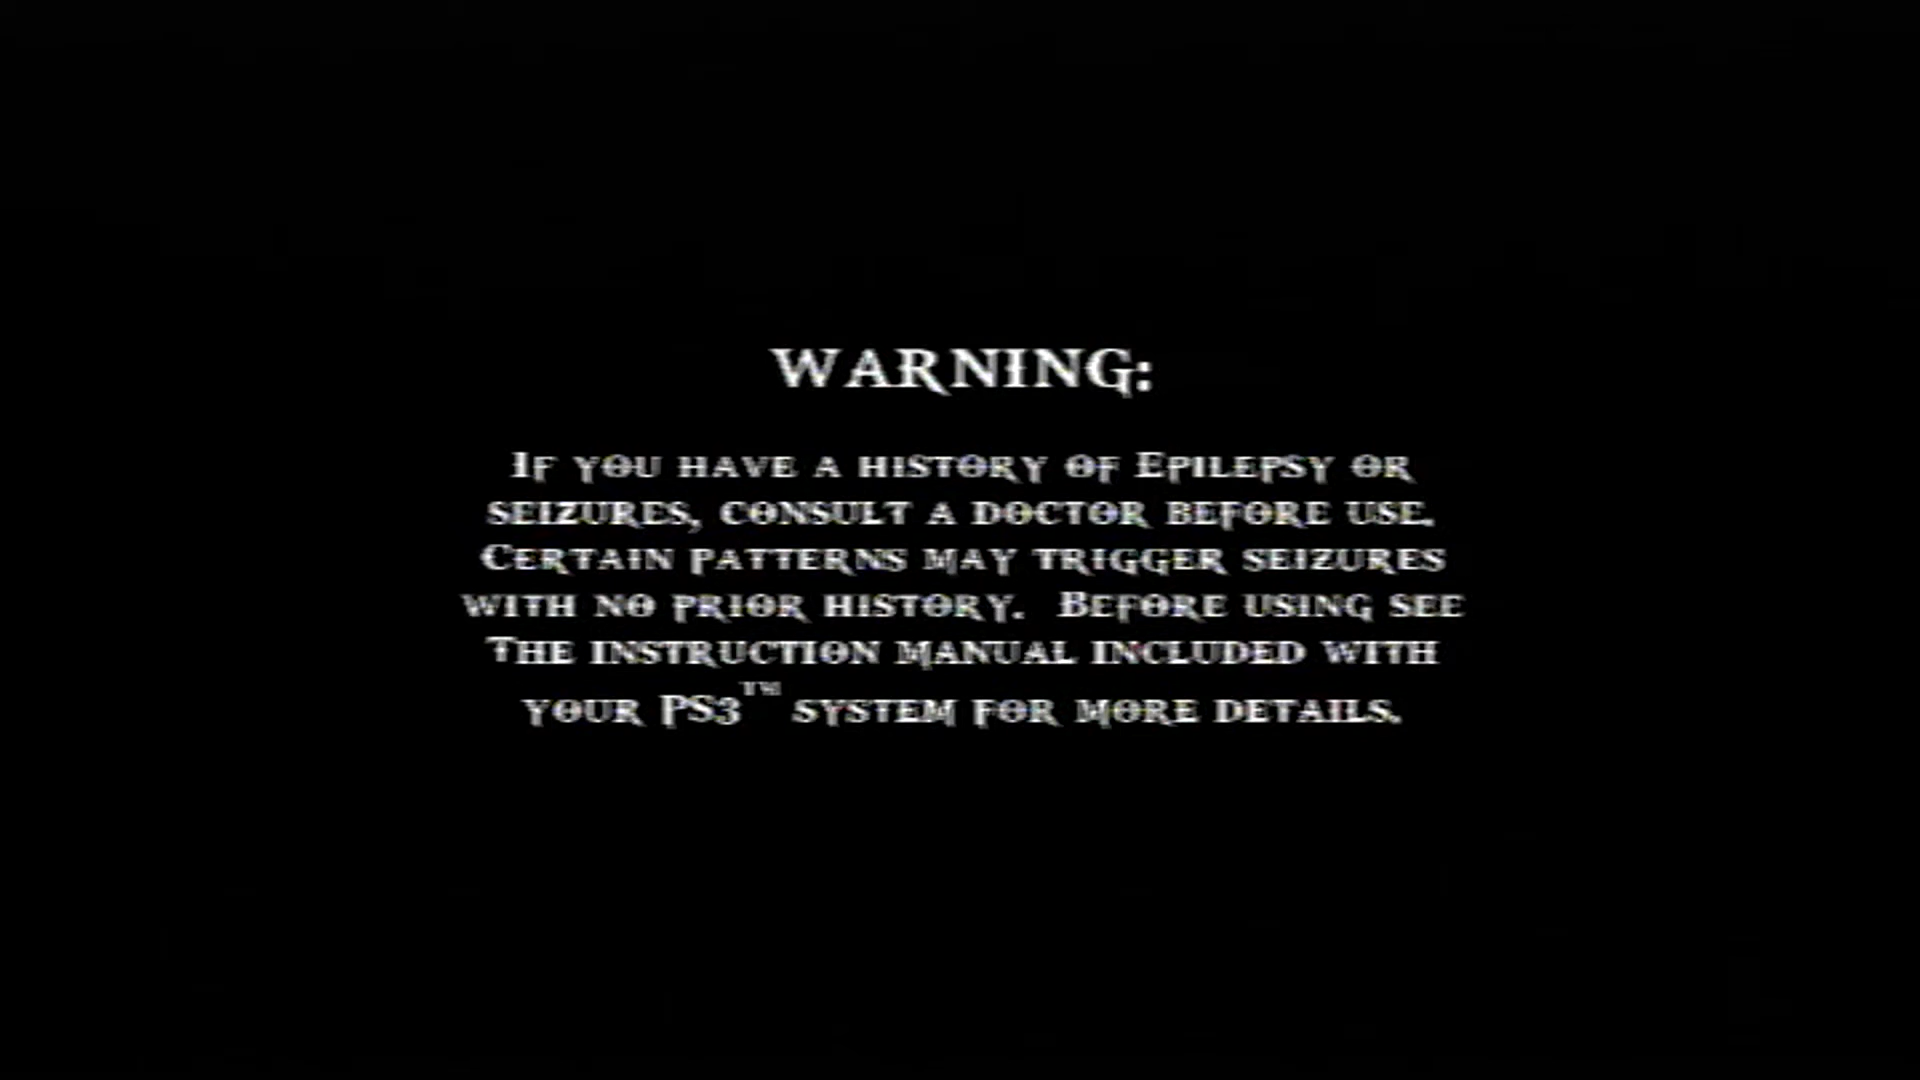 WARNING:
If you have a history of Epilepsy or
seizures, consult a doctor before use.
Certain patterns may trigger seizures
with no prior history. Before using see
The instruction manual included with
your PS3™ system for more details.